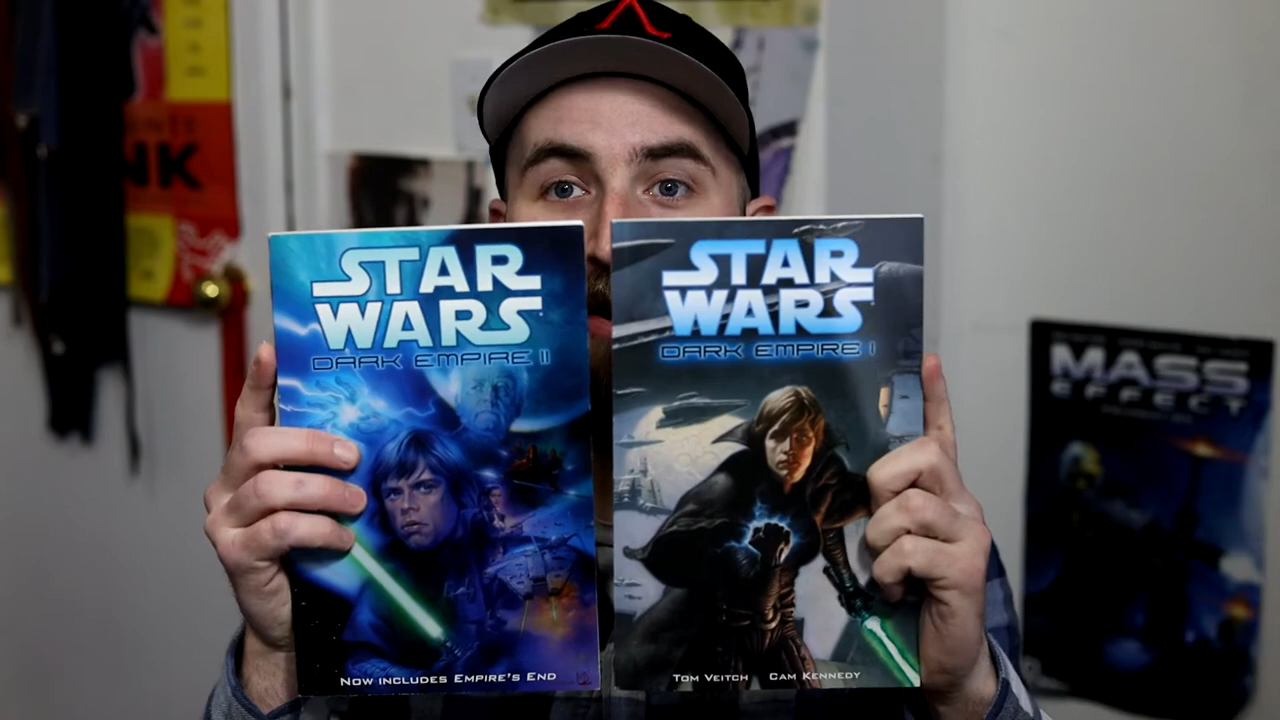 STAR
WARS
DARK EMPIRE II
NOW INCLUDES EMPIRE'S END
STAR
WARS
DARK EMPIRE I
TOM VEITCH CAM KENNEDY
MASS
EFFECT
NK